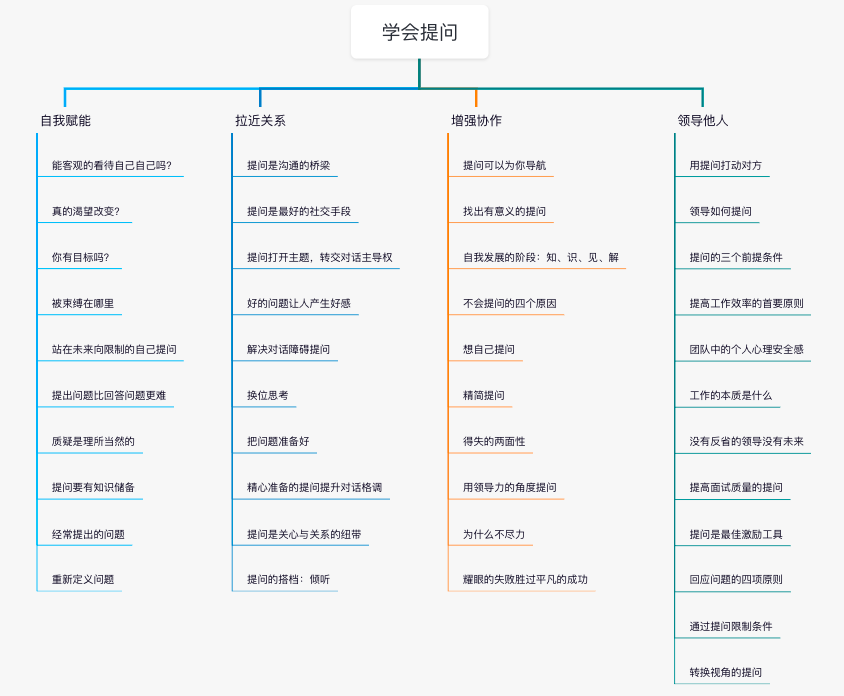 学会提问
自我赋能
能客观的看待自己自己吗?
真的渴望改变?
你有目标吗?
被束缚在哪里
站在未来向限制的自己提问
提出问题比回答问题更难
质疑是理所当然的
提问要有知识储备
经常提出的问题
重新定义问题
拉近关系
提问是沟通的桥梁
提问是最好的社交手段
提问打开主题，转交对话主导权
好的问题让人产生好感
解决对话障碍提问
换位思考
把问题准备好
精心准备的提问提升对话格调
提问是关心与关系的纽带
提问的搭档：倾听
增强协作
提问可以为你导航
找出有意义的提问
自我发展的阶段：知、识、见、解
不会提问的四个原因
想自己提问
精简提问
得失的两面性
用领导力的角度提问
为什么不尽力
耀眼的失败胜过平凡的成功
领导他人
用提问打动对方
领导如何提问
提问的三个前提条件
提高工作效率的首要原则
团队中的个人心理安全感
工作的本质是什么
没有反省的领导没有未来
提高面试质量的提问
提问是最佳激励工具
回应问题的四项原则
通过提问限制条件
转换视角的提问